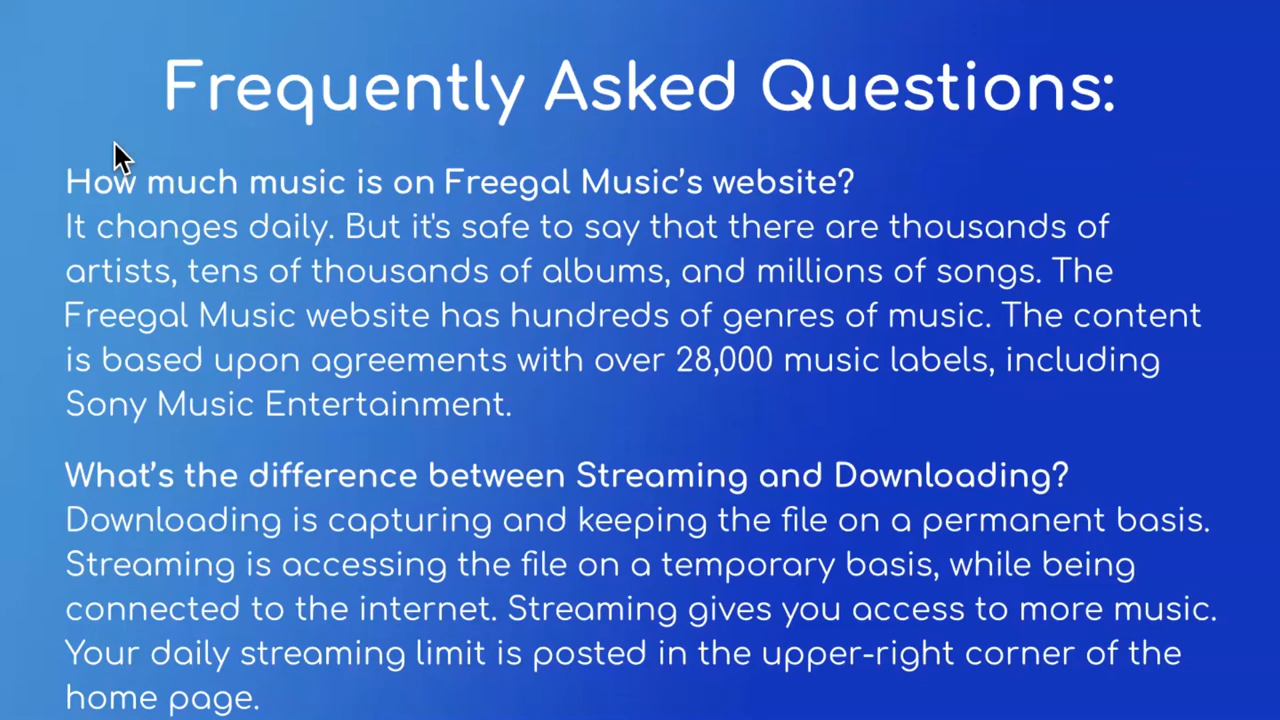 Frequently Asked Questions:
How much music is on Freegal Music’s website?
It changes daily. But it's safe to say that there are thousands of
artists, tens of thousands of albums, and millions of songs. The
Freegal Music website has hundreds of genres of music. The content
is based upon agreements with over 28,000 music labels, including
Sony Music Entertainment.
What’s the difference between Streaming and Downloading?
Downloading is capturing and keeping the file on a permanent basis.
Streaming is accessing the file on a temporary basis, while being
connected to the internet. Streaming gives you access to more music.
Your daily streaming limit is posted in the upper-right corner of the
home page.